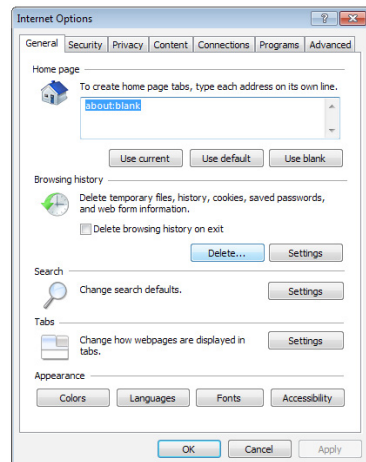 Internet Options
General Security Privacy Content Connections Programs Advanced
Home page
To create home page tabs, type each address on its own line.
about:blank
Use current Use default Use blank
Browsing history
Delete temporary files, history, cookies, saved passwords,
and web form information.
Delete browsing history on exit
Delete... Settings
Search
Change search defaults. Settings
Tabs
Change how webpages are displayed in
tabs.
Settings
Appearance
Colors Languages Fonts Accessibility
OK Cancel Apply